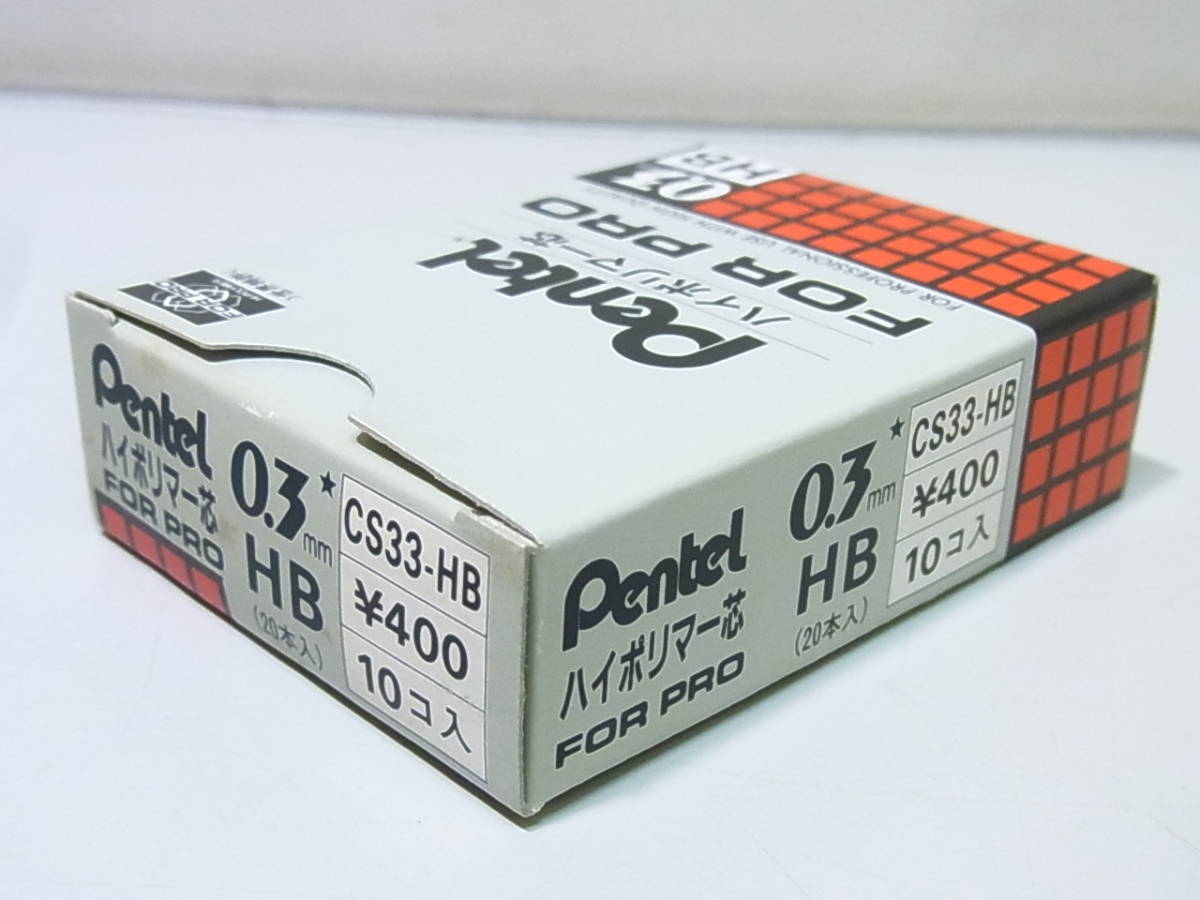 Pentel
ハイポリマー芯
FOR PRO
FOR PROFESSIONAL USE WITH HIGH QUALITY
0.3
HB
Pentel
ハイポリマー芯
FOR PRO
0.3mm
HB
(20本入)
★
CS33-HB
¥400
10コ入
Pentel
ハイポリマー芯
FOR PRO
0.3mm
HB
(20本入)
★
CS33-HB
¥400
10コ入